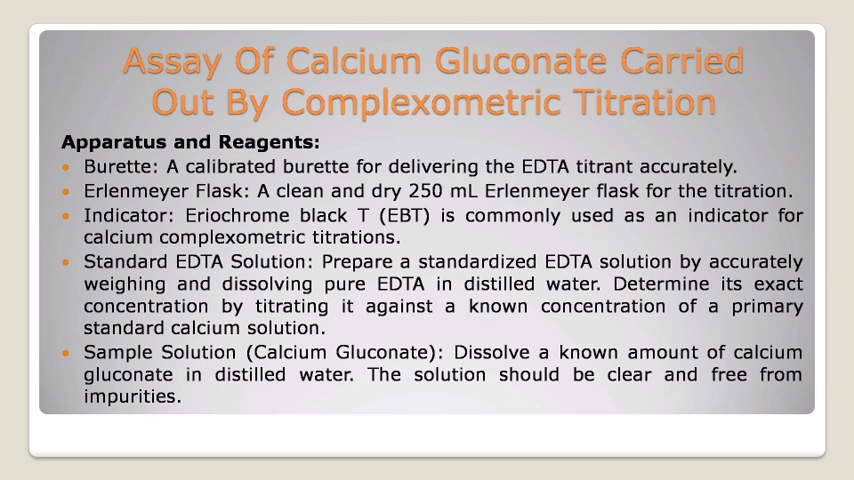 Assay Of Calcium Gluconate Carried
Out By Complexometric Titration
Apparatus and Reagents:
• Burette: A calibrated burette for delivering the EDTA titrant accurately.
• Erlenmeyer Flask: A clean and dry 250 mL Erlenmeyer flask for the titration.
• Indicator: Eriochrome black T (EBT) is commonly used as an indicator for
calcium complexometric titrations.
• Standard EDTA Solution: Prepare a standardized EDTA solution by accurately
weighing and dissolving pure EDTA in distilled water. Determine its exact
concentration by titrating it against a known concentration of a primary
standard calcium solution.
• Sample Solution (Calcium Gluconate): Dissolve a known amount of calcium
gluconate in distilled water. The solution should be clear and free from
impurities.